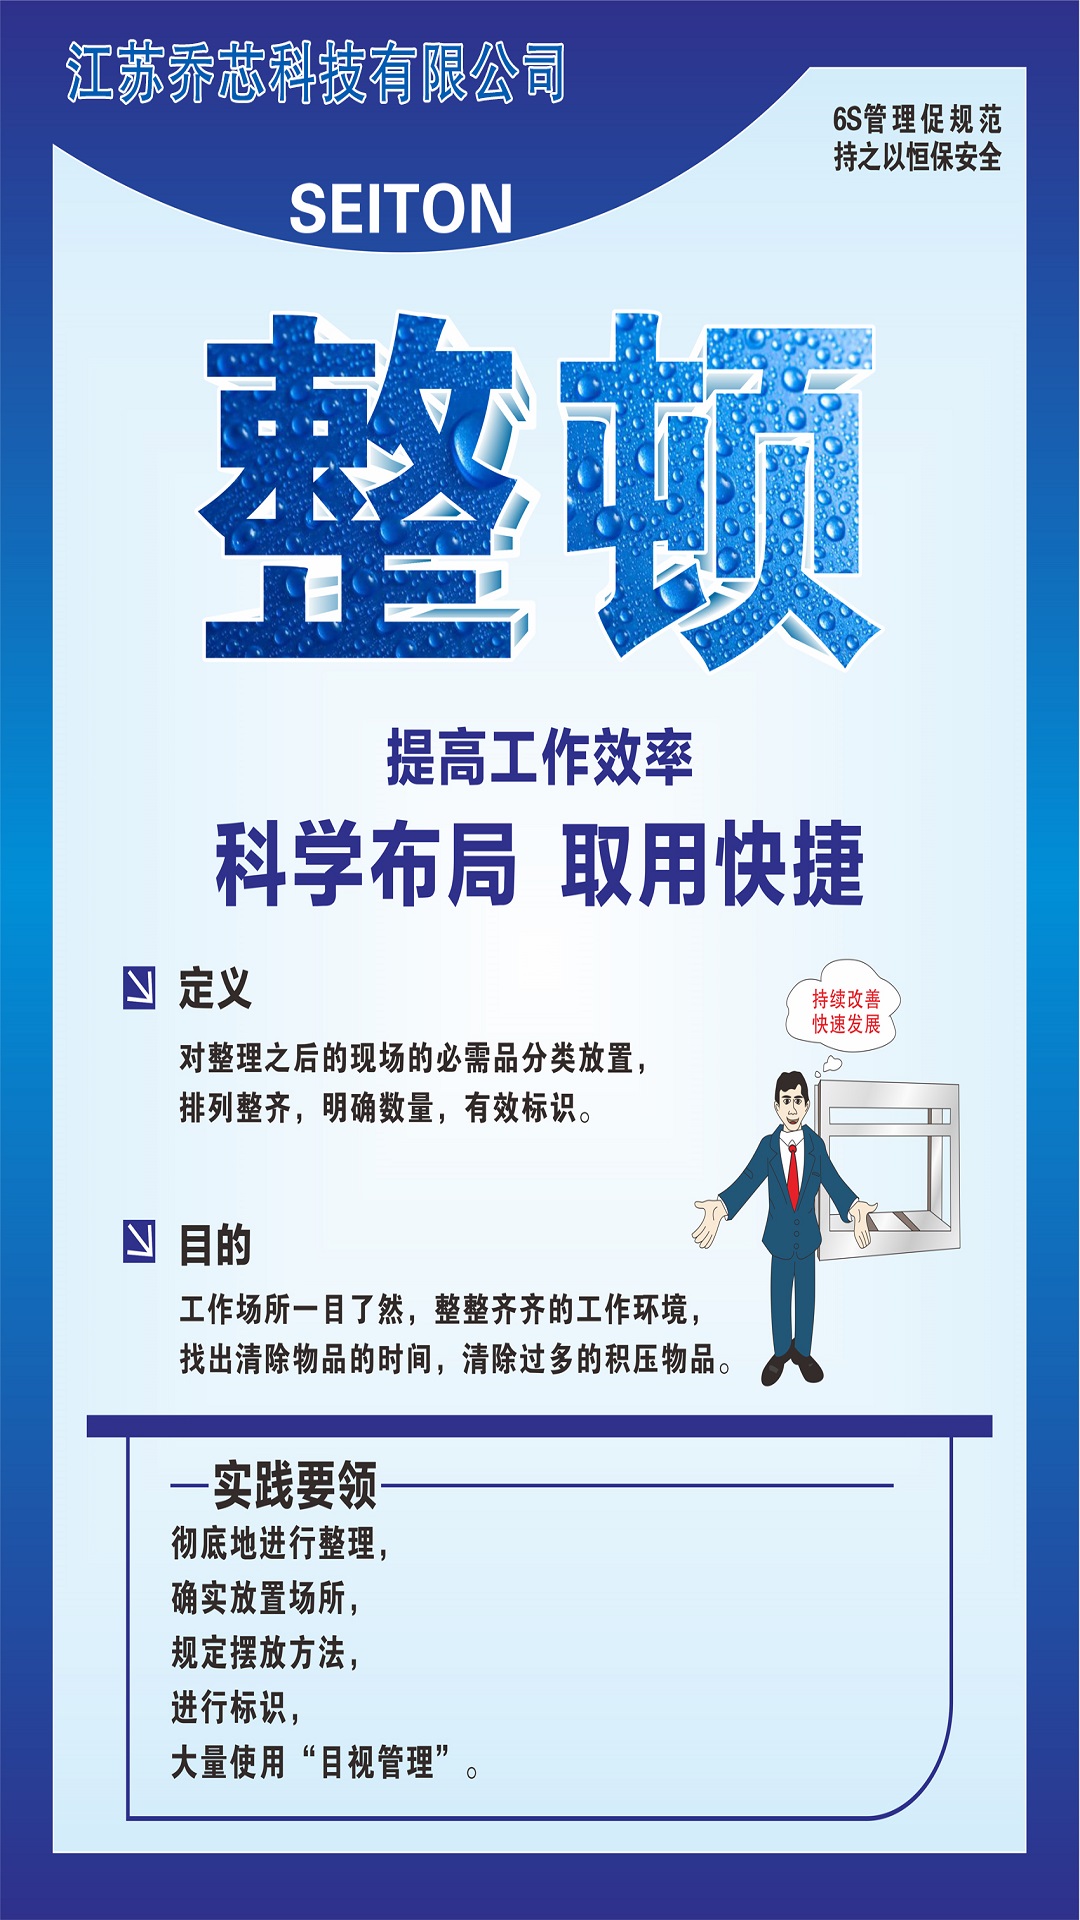 江苏乔芯科技有限公司
6S管理促规范
持之以恒保安全
SEITON
整顿
提高工作效率
科学布局 取用快捷
定义
对整理之后的现场的必需品分类放置，
排列整齐，明确数量，有效标识。
持续改善
快速发展
目的
工作场所一目了然，整整齐齐的工作环境，
找出清除物品的时间，清除过多的积压物品。
实践要领
彻底地进行整理，
确实放置场所，
规定摆放方法，
进行标识，
大量使用“目视管理”。